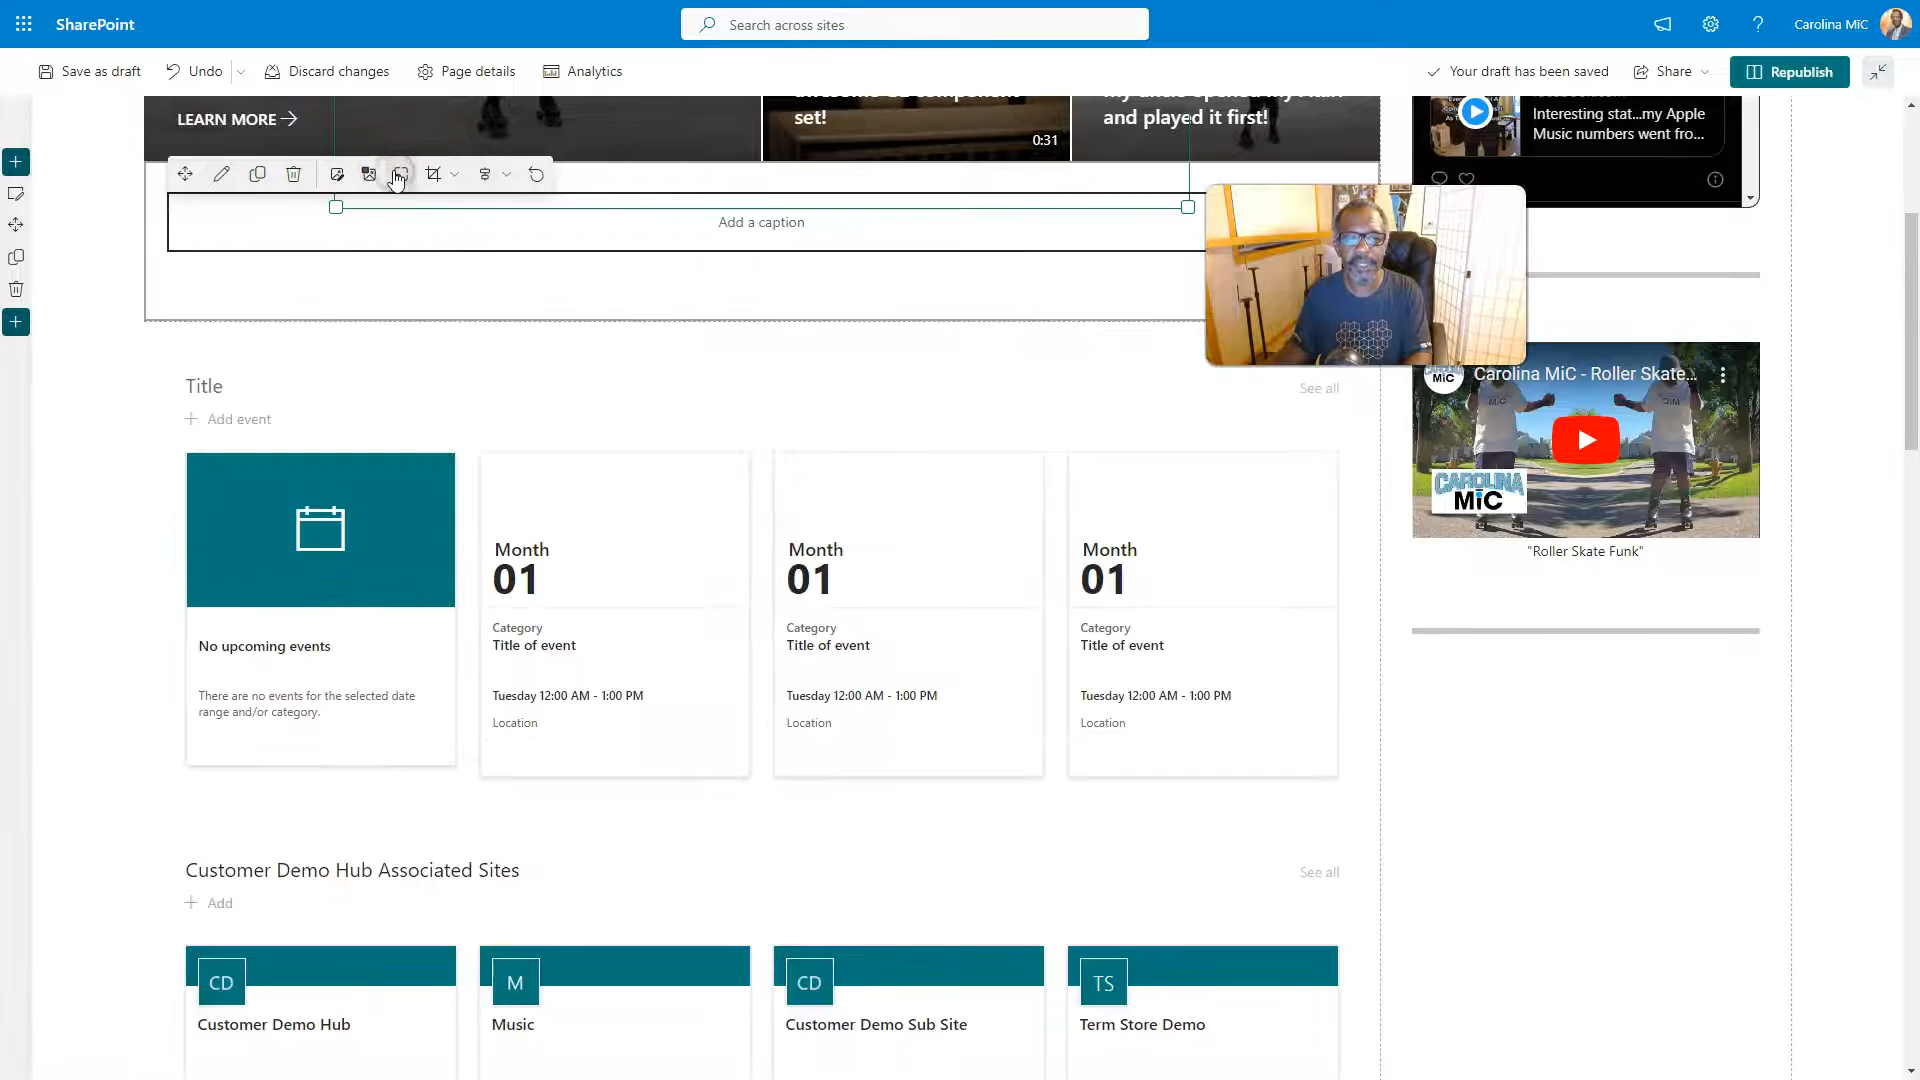 SharePoint
Search across sites
Carolina MiC
Save as draft
Undo
Discard changes
Page details
Analytics
Your draft has been saved
Share
Republish
LEARN MORE
set!
0:31
and played it first!
Interesting stat...my Apple
Music numbers went fro...
Add a caption
Title
See all
Add event
No upcoming events
There are no events for the selected date
range and/or category.
Month
01
Category
Title of event
Tuesday 12:00 AM - 1:00 PM
Location
Month
01
Category
Title of event
Tuesday 12:00 AM - 1:00 PM
Location
Month
01
Category
Title of event
Tuesday 12:00 AM - 1:00 PM
Location
Carolina MiC - Roller Skate...
MiC
CAROLINA
MiC
"Roller Skate Funk"
Customer Demo Hub Associated Sites
See all
Add
CD
Customer Demo Hub
M
Music
CD
Customer Demo Sub Site
TS
Term Store Demo